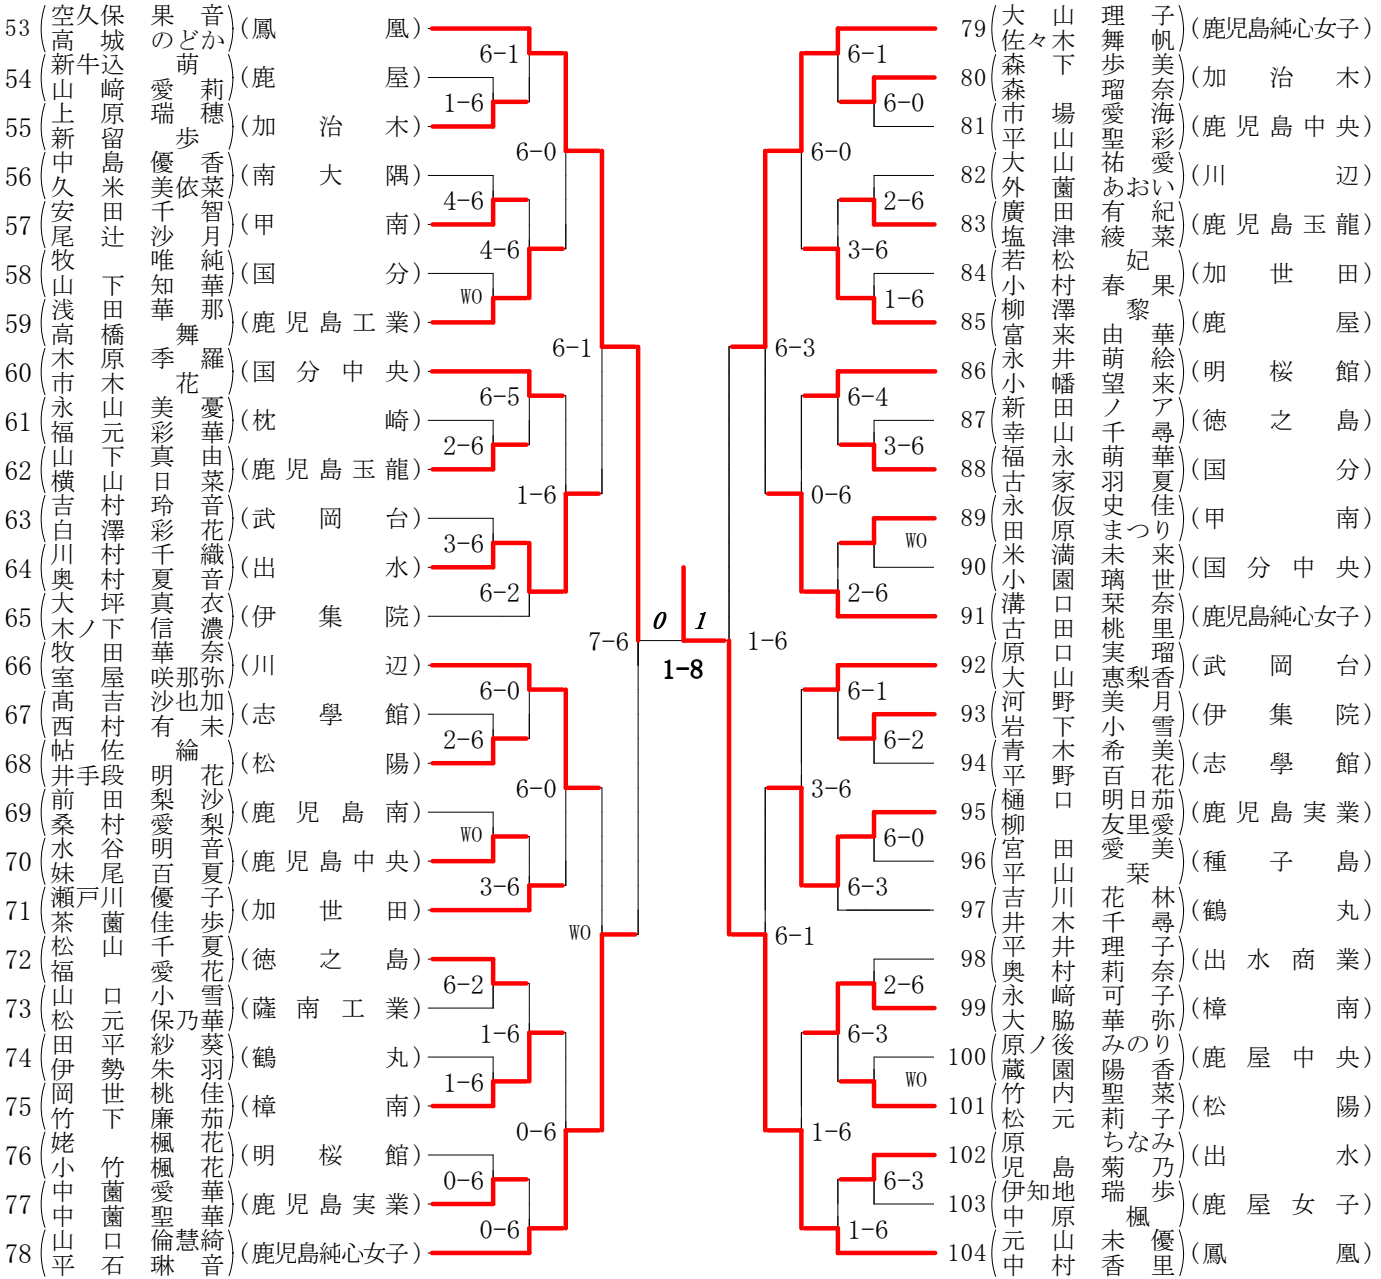 53 空久保 果音 高城 のどか (鳳凰)
54 新牛込 萌 山﨑 愛莉 (鹿屋)
55 上原 瑞穂 新留 歩 (加治木)
56 中島 優香 久米 美依菜 (南大隅)
57 安田 千智 尾辻 沙月 (甲南)
58 牧 唯純 山下 知華 (国分)
59 浅田 華那 高橋 舞 (鹿児島工業)
60 木原 季羅 市木 花 (国分中央)
61 永山 美憂 福元 彩華 (枕崎)
62 山下 真由 横山 日菜 (鹿児島玉龍)
63 吉村 玲音 白澤 彩花 (武岡台)
64 川村 千織 奥村 夏音 (出水)
65 大坪 真衣 木ノ下 信濃 (伊集院)
66 牧田 華奈 室屋 咲那弥 (川辺)
67 髙吉 沙也加 西村 有未 (志學館)
68 帖佐 綸 井手段 明花 (松陽)
69 前田 梨沙 桑村 愛梨 (鹿児島南)
70 水谷 明音 妹尾 百夏 (鹿児島中央)
71 瀬戸川 優子 茶薗 佳歩 (加世田)
72 松山 千夏 福 愛花 (徳之島)
73 山口 小雪 松元 保乃華 (薩南工業)
74 田平 紗葵 伊勢 朱羽 (鶴丸)
75 岡世 桃佳 竹下 廉茄 (樟南)
76 姥 楓花 小竹 楓花 (明桜館)
77 中薗 愛華 中薗 聖華 (鹿児島実業)
78 山口 倫慧綺 平石 琳音 (鹿児島純心女子)
6-1
1-6
6-0
4-6
4-6
WO
6-1
6-5
2-6
1-6
3-6
6-2
7-6
6-0
2-6
6-0
WO
3-6
WO
6-2
1-6
1-6
0-6
0-6
0-6
0 1
1-8
79 大山 理子 佐々木 舞帆 (鹿児島純心女子)
80 森下 歩美 森 瑠奈 (加治木)
81 市場 愛海 平山 聖彩 (鹿児島中央)
82 大山 祐愛 外薗 あおい (川辺)
83 廣田 有紀 塩津 綾菜 (鹿児島玉龍)
84 若松 妃 小村 春果 (加世田)
85 柳澤 黎 富来 由華 (鹿屋)
86 永井 萌絵 小幡 望来 (明桜館)
87 新田 ノア 幸山 千尋 (徳之島)
88 福永 萌華 古家 羽夏 (国分)
89 永仮 史佳 田原 まつり (甲南)
90 米満 未来 小園 璃世 (国分中央)
91 溝口 栞奈 古田 桃里 (鹿児島純心女子)
92 原口 実瑠 大山 惠梨香 (武岡台)
93 河野 美月 岩下 小雪 (伊集院)
94 青木 希美 平野 百花 (志學館)
95 樋口 明日茄 柳 友里愛 (鹿児島実業)
96 宮田 愛美 平山 栞 (種子島)
97 吉川 花林 井木 千尋 (鶴丸)
98 平井 理子 奥村 莉奈 (出水商業)
99 永﨑 可子 大脇 華弥 (樟南)
100 原ノ後 みのり 蔵園 陽香 (鹿屋中央)
101 竹内 聖菜 松元 莉子 (松陽)
102 原 ちなみ 児島 菊乃 (出水)
103 伊知地 瑞歩 中原 楓 (鹿屋女子)
104 元山 未優 中村 香里 (鳳凰)
6-1
6-0
6-0
2-6
3-6
1-6
6-3
6-4
3-6
0-6
WO
2-6
1-6
6-1
6-2
3-6
6-0
6-3
6-1
2-6
6-3
WO
1-6
6-3
1-6